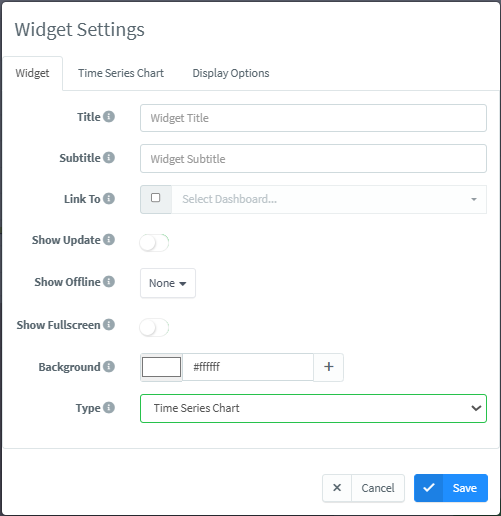 Widget Settings
Widget Time Series Chart Display Options
Title Widget Title
Subtitle Widget Subtitle
Link To Select Dashboard...
Show Update
Show Offline None
Show Fullscreen
Background #ffffff +
Type Time Series Chart
Cancel Save